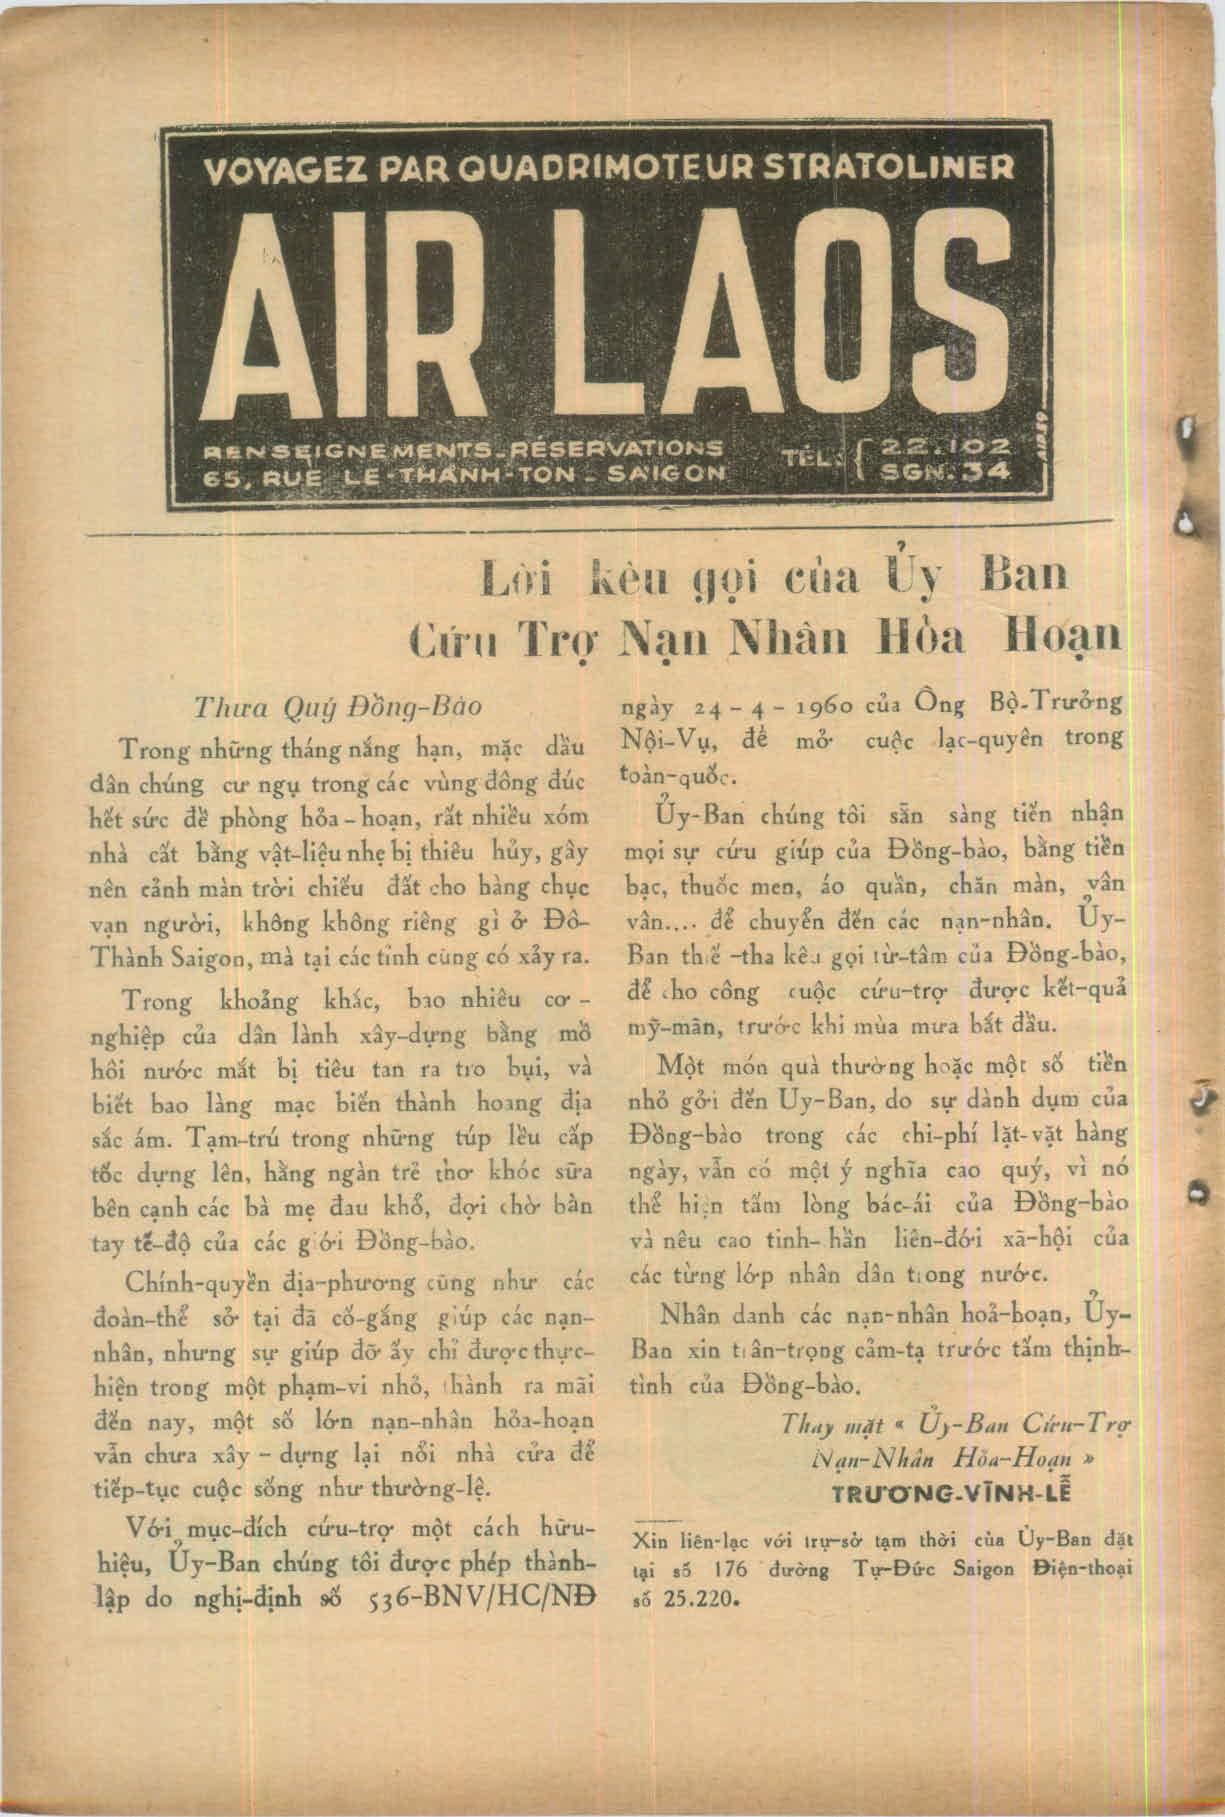 VOYAGEZ PAR QUADRIMOTEUR STRATOLINER
AIR LAOS
RENSEIGNEMENTS-RÉSERVATIONS
65, RUE LE-THÁNH-TON - SAIGON
TÉL: { 22.102
SGN. 34
AIP.59
Lời kêu gọi của Ủy Ban
Cứu Trợ Nạn Nhân Hỏa Hoạn
Thưa Quý Đồng-Bào
Trong những tháng nắng hạn, mặc dầu
dân chúng cư ngụ trong các vùng đông đúc
hết sức đề phòng hỏa-hoạn, rất nhiều xóm
nhà cất bằng vật-liệu nhẹ bị thiêu hủy, gây
nên cảnh màn trời chiếu đất cho hàng chục
vạn người, không không riêng gì ở Đô-
Thành Saigon, mà tại các tỉnh cũng có xảy ra.
Trong khoảng khắc, bao nhiêu cơ-
nghiệp của dân lành xây-dựng bằng mồ
hôi nước mắt bị tiêu tan ra tro bụi, và
biết bao làng mạc biến thành hoang địa
sắc ám. Tạm-trú trong những túp lều cấp
tốc dựng lên, hằng ngàn trẻ thơ khóc sữa
bên cạnh các bà mẹ đau khổ, đợi chờ bàn
tay tế-độ của các giới Đồng-bào.
Chính-quyền địa-phương cũng như các
đoàn-thể sở tại đã cố-gắng giúp các nạn-
nhân, nhưng sự giúp đỡ ấy chỉ được thực-
hiện trong một phạm-vi nhỏ, thành ra mãi
đến nay, một số lớn nạn-nhân hỏa-hoạn
vẫn chưa xây-dựng lại nổi nhà cửa để
tiếp-tục cuộc sống như thường-lệ.
Với mục-đích cứu-trợ một cách hữu-
hiệu, Ủy-Ban chúng tôi được phép thành-
lập do nghị-định số 536-BNV/HC/NĐ
ngày 24-4-1960 của Ông Bộ-Trưởng
Nội-Vụ, để mở cuộc lạc-quyên trong
toàn-quốc.
Ủy-Ban chúng tôi sẵn sàng tiến nhận
mọi sự cứu giúp của Đồng-bào, bằng tiền
bạc, thuốc men, áo quần, chăn màn, vân
vân.... để chuyển đến các nạn-nhân. Ủy-
Ban thiế-tha kêu gọi từ-tâm của Đồng-bào,
để cho công cuộc cứu-trợ được kết-quả
mỹ-mãn, trước khi mùa mưa bắt đầu.
Một món quà thường hoặc một số tiền
nhỏ gởi đến Uy-Ban, do sự dành dụm của
Đồng-bào trong các chi-phí lặt-vặt hàng
ngày, vẫn có một ý nghĩa cao quý, vì nó
thể hiện tấm lòng bác-ái của Đồng-bào
và nêu cao tinh-hần liên-đới xã-hội của
các từng lớp nhân dân trong nước.
Nhân danh các nạn-nhân hoả-hoạn, Ủy-
Ban xin trân-trọng cảm-tạ trước tấm thịnh-
tình của Đồng-bào.
Thay mặt « Ủy-Ban Cứu-Trợ
Nạn-Nhân Hỏa-Hoạn »
TRƯƠNG-VĨNH-LỄ
Xin liên-lạc với trụ-sở tạm thời của Ủy-Ban đặt
tại số 176 đường Tự-Đức Saigon Điện-thoại
số 25.220.